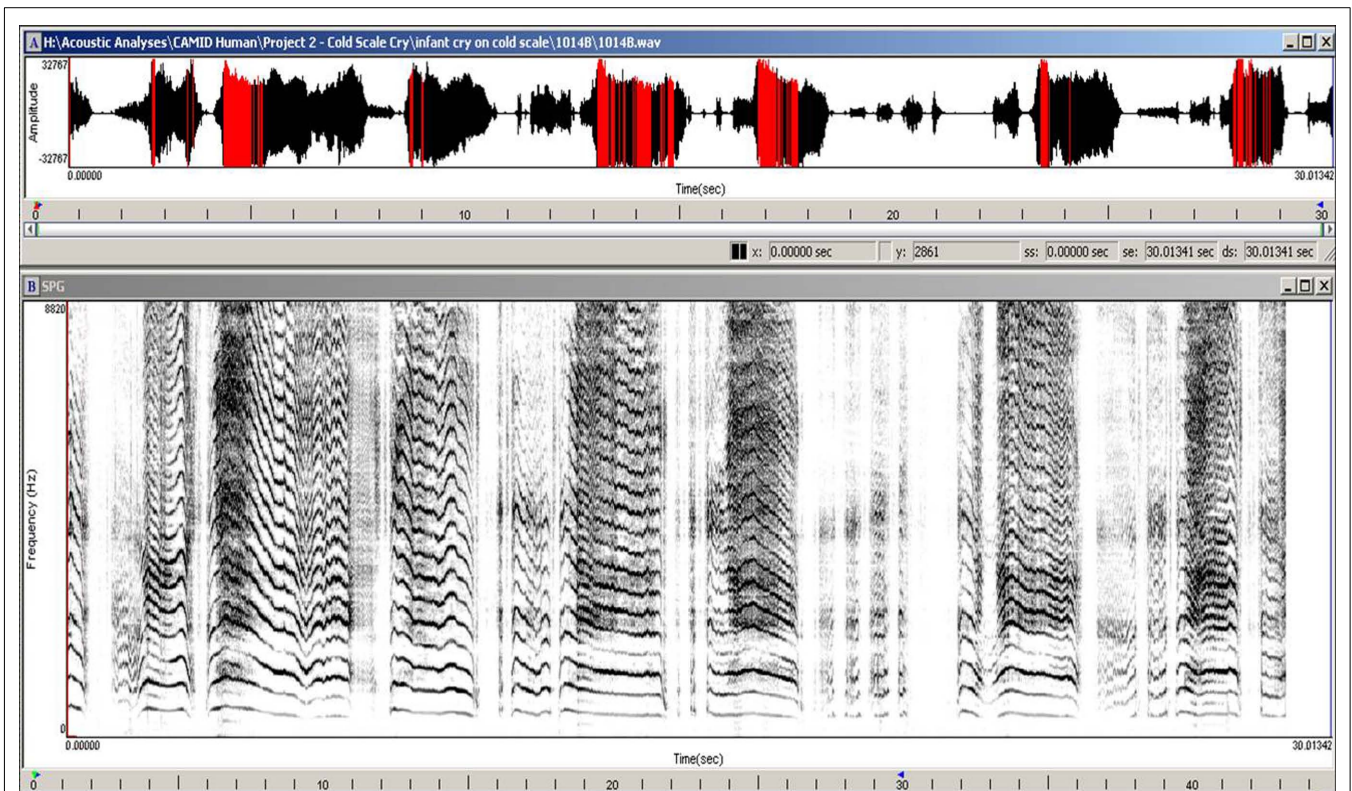 A H:\Acoustic Analyses\CAMID Human\Project 2 - Cold Scale Cry\infant cry on cold scale\1014B\1014B.wav
32767
Amplitude
-32767
0.00000 30.01342
Time(sec)
0 10 20 30
x: 0.00000 sec y: 2861 ss: 0.00000 sec se: 30.01341 sec ds: 30.01341 sec
B SPG
8820
Frequency (Hz)
0
0.00000 30.01342
Time(sec)
0 10 20 30 40